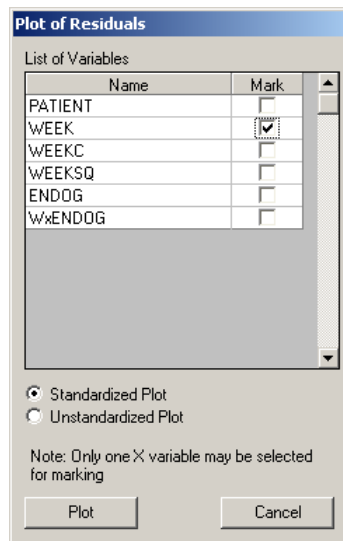 Plot of Residuals
List of Variables
Name Mark
PATIENT
WEEK
WEEKC
WEEKSQ
ENDOG
WxENDOG
Standardized Plot
Unstandardized Plot
Note: Only one X variable may be selected
for marking
Plot Cancel